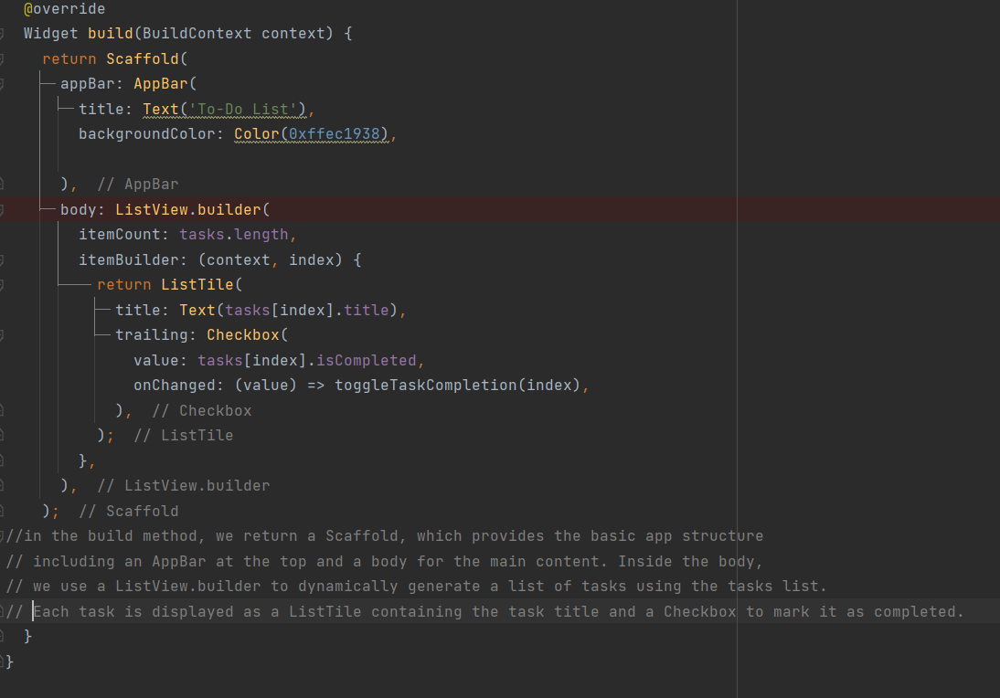 @override
Widget build(BuildContext context) {
return Scaffold(
appBar: AppBar(
title: Text('To-Do List'),
backgroundColor: Color(0xffec1938),
), // AppBar
body: ListView.builder(
itemCount: tasks.length,
itemBuilder: (context, index) {
return ListTile(
title: Text(tasks[index].title),
trailing: Checkbox(
value: tasks[index].isCompleted,
onChanged: (value) => toggleTaskCompletion(index),
), // Checkbox
); // ListTile
},
), // ListView.builder
); // Scaffold
//in the build method, we return a Scaffold, which provides the basic app structure
// including an AppBar at the top and a body for the main content. Inside the body,
// we use a ListView.builder to dynamically generate a list of tasks using the tasks list.
// Each task is displayed as a ListTile containing the task title and a Checkbox to mark it as completed.
}
}